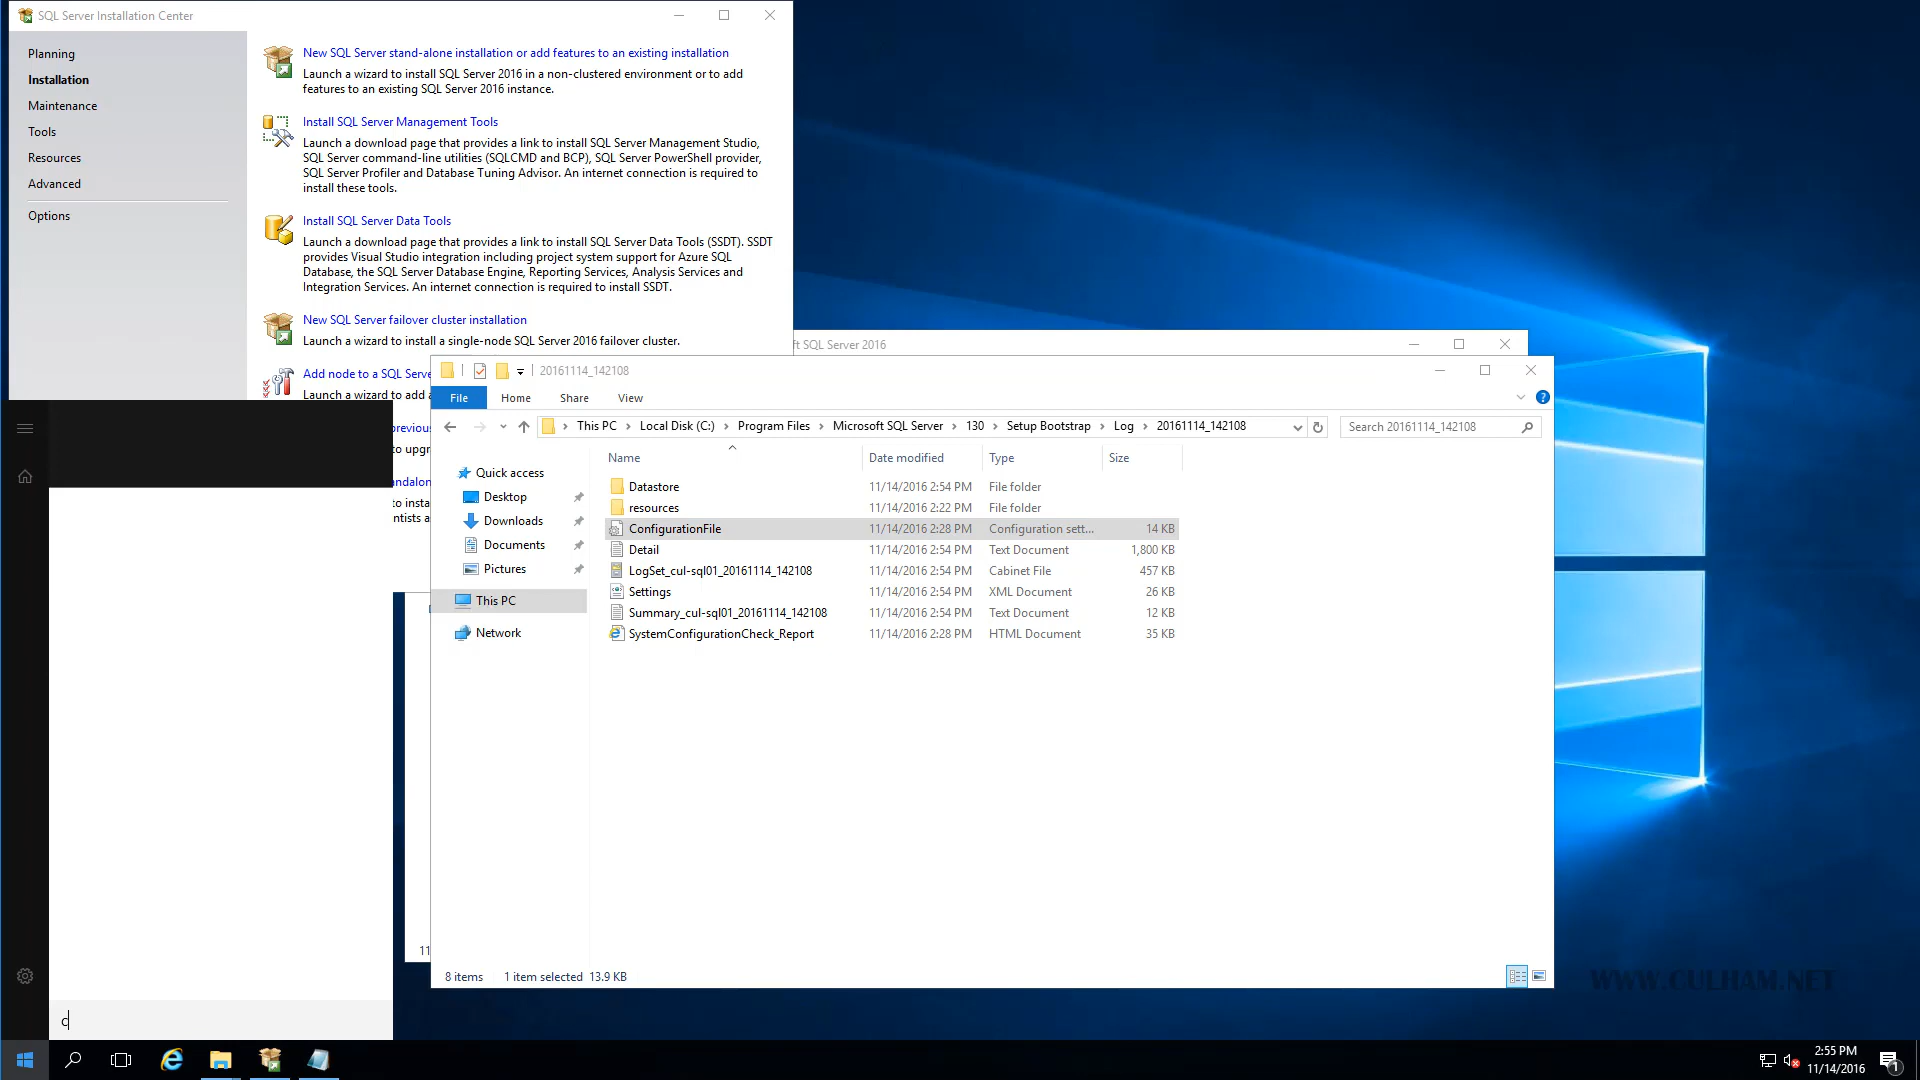 SQL Server Installation Center
Planning
Installation
Maintenance
Tools
Resources
Advanced
Options
New SQL Server stand-alone installation or add features to an existing installation
Launch a wizard to install SQL Server 2016 in a non-clustered environment or to add
features to an existing SQL Server 2016 instance.
Install SQL Server Management Tools
Launch a download page that provides a link to install SQL Server Management Studio,
SQL Server command-line utilities (SQLCMD and BCP), SQL Server PowerShell provider,
SQL Server Profiler and Database Tuning Advisor. An internet connection is required to
install these tools.
Install SQL Server Data Tools
Launch a download page that provides a link to install SQL Server Data Tools (SSDT). SSDT
provides Visual Studio integration including project system support for Azure SQL
Database, the SQL Server Database Engine, Reporting Services, Analysis Services and
Integration Services. An internet connection is required to install SSDT.
New SQL Server failover cluster installation
Launch a wizard to install a single-node SQL Server 2016 failover cluster.
Add node to a SQL Serve
Launch a wizard to add a
previous
to upgr
andalon
to insta
ntists a
ft SQL Server 2016
20161114_142108
File Home Share View
This PC Local Disk (C:) Program Files Microsoft SQL Server 130 Setup Bootstrap Log 20161114_142108
Search 20161114_142108
Quick access
Desktop
Downloads
Documents
Pictures
This PC
Network
Name Date modified Type Size
Datastore 11/14/2016 2:54 PM File folder
resources 11/14/2016 2:22 PM File folder
ConfigurationFile 11/14/2016 2:28 PM Configuration sett... 14 KB
Detail 11/14/2016 2:54 PM Text Document 1,800 KB
LogSet_cul-sql01_20161114_142108 11/14/2016 2:54 PM Cabinet File 457 KB
Settings 11/14/2016 2:54 PM XML Document 26 KB
Summary_cul-sql01_20161114_142108 11/14/2016 2:54 PM Text Document 12 KB
SystemConfigurationCheck_Report 11/14/2016 2:28 PM HTML Document 35 KB
11
8 items 1 item selected 13.9 KB
WWW.CULHAM.NET
c
2:55 PM
11/14/2016
1